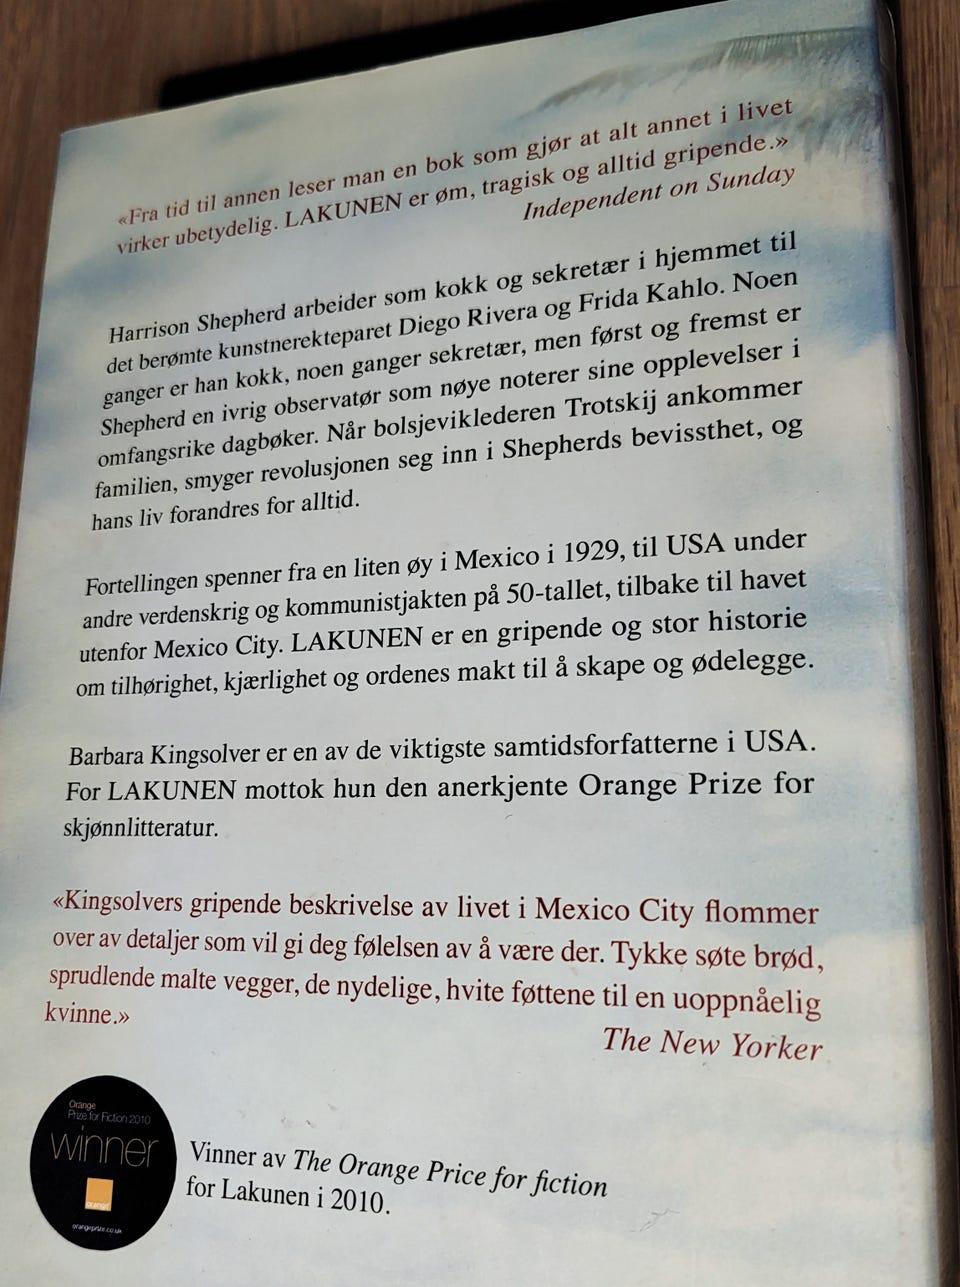 «Fra tid til annen leser man en bok som gjør at alt annet i livet
virker ubetydelig. LAKUNEN er øm, tragisk og alltid gripende.»
Independent on Sunday
Harrison Shepherd arbeider som kokk og sekretær i hjemmet til
det berømte kunstnerekteparet Diego Rivera og Frida Kahlo. Noen
ganger er han kokk, noen ganger sekretær, men først og fremst er
Shepherd en ivrig observatør som nøye noterer sine opplevelser i
omfangsrike dagbøker. Når bolsjeviklederen Trotskij ankommer
familien, smyger revolusjonen seg inn i Shepherds bevissthet, og
hans liv forandres for alltid.
Fortellingen spenner fra en liten øy i Mexico i 1929, til USA under
andre verdenskrig og kommunistjakten på 50-tallet, tilbake til havet
utenfor Mexico City. LAKUNEN er en gripende og stor historie
om tilhørighet, kjærlighet og ordenes makt til å skape og ødelegge.
Barbara Kingsolver er en av de viktigste samtidsforfatterne i USA.
For LAKUNEN mottok hun den anerkjente Orange Prize for
skjønnlitteratur.
«Kingsolvers gripende beskrivelse av livet i Mexico City flommer
over av detaljer som vil gi deg følelsen av å være der. Tykke søte brød,
sprudlende malte vegger, de nydelige, hvite føttene til en uoppnåelig
kvinne.»
The New Yorker
Orange
Prize for Fiction 2010
winner
orange
orangeprize.co.uk
Vinner av The Orange Price for fiction
for Lakunen i 2010.